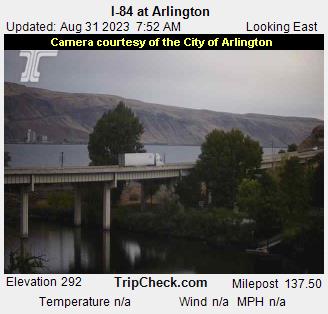 I-84 at Arlington
Updated: Aug 31 2023 7:52 AM Looking East
Camera courtesy of the City of Arlington
Elevation 292 TripCheck.com Milepost 137.50
Temperature n/a Wind n/a MPH n/a